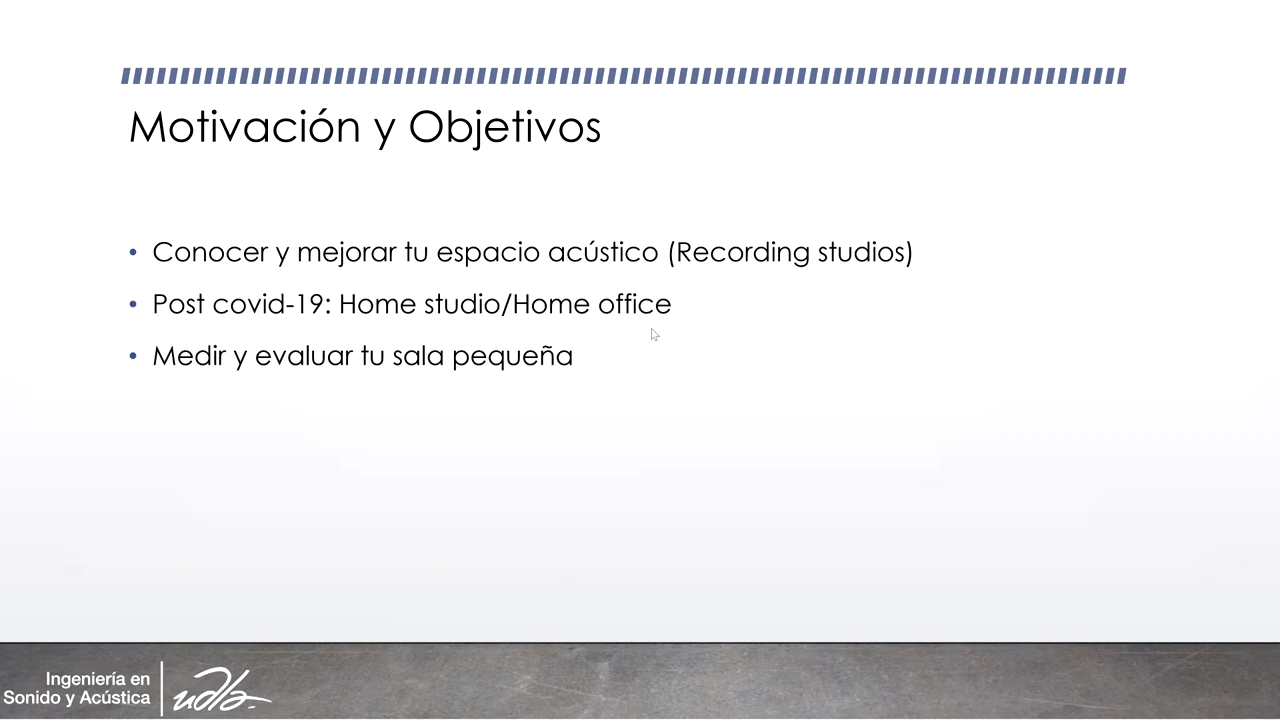 Motivación y Objetivos
• Conocer y mejorar tu espacio acústico (Recording studios)
• Post covid-19: Home studio/Home office
• Medir y evaluar tu sala pequeña
Ingeniería en
Sonido y Acústica
udla